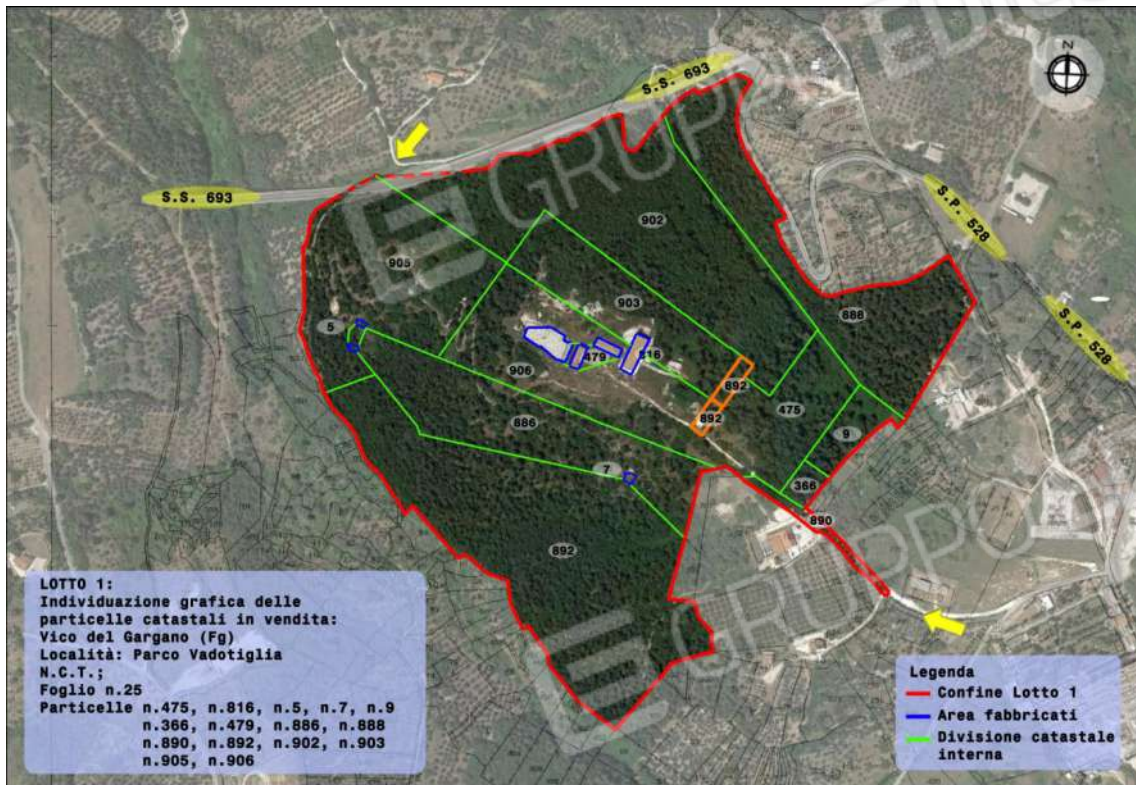 S.S. 693
N
S.S. 693
S.P. 528
S.P. 528
902
905
903
888
5
479
816
906
892
892
475
886
9
7
366
890
892
GRUPPO EDICOM
GRUPPO
LOTTO 1:
Individuazione grafica delle
particelle catastali in vendita:
Vico del Gargano (Fg)
Località: Parco Vadotiglia
N.C.T.;
Foglio n.25
Particelle n.475, n.816, n.5, n.7, n.9
n.366, n.479, n.886, n.888
n.890, n.892, n.902, n.903
n.905, n.906
Legenda
Confine Lotto 1
Area fabbricati
Divisione catastale
interna